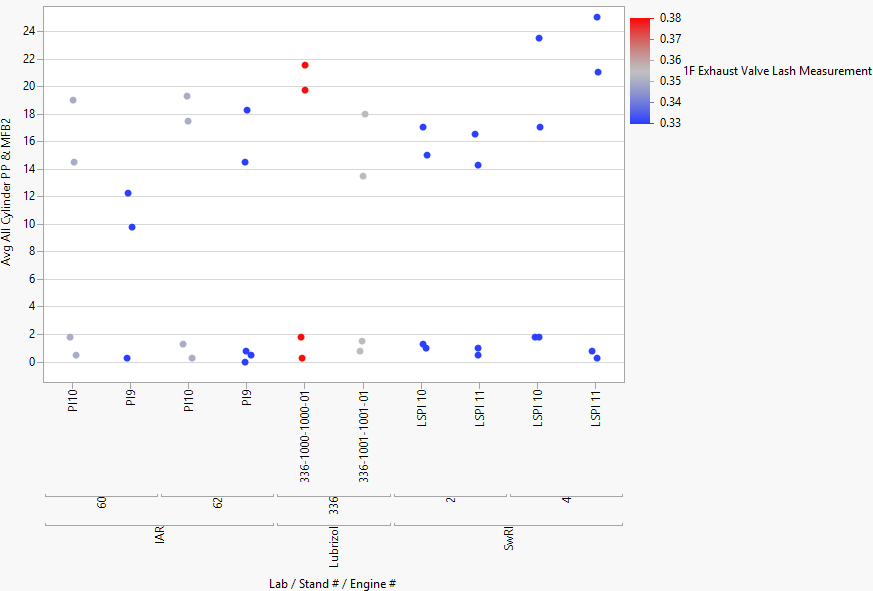 24
22
20
18
16
14
12
10
8
6
4
2
0
Avg All Cylinder PP & MFB2
0.38
0.37
0.36
0.35
0.34
0.33
1F Exhaust Valve Lash Measurement
PI10
PI9
PI10
PI9
336-1000-1000-01
336-1001-1001-01
LSPI 10
LSPI 11
LSPI 10
LSPI 11
60
62
336
2
4
IAR
Lubrizol
SwRI
Lab / Stand # / Engine #